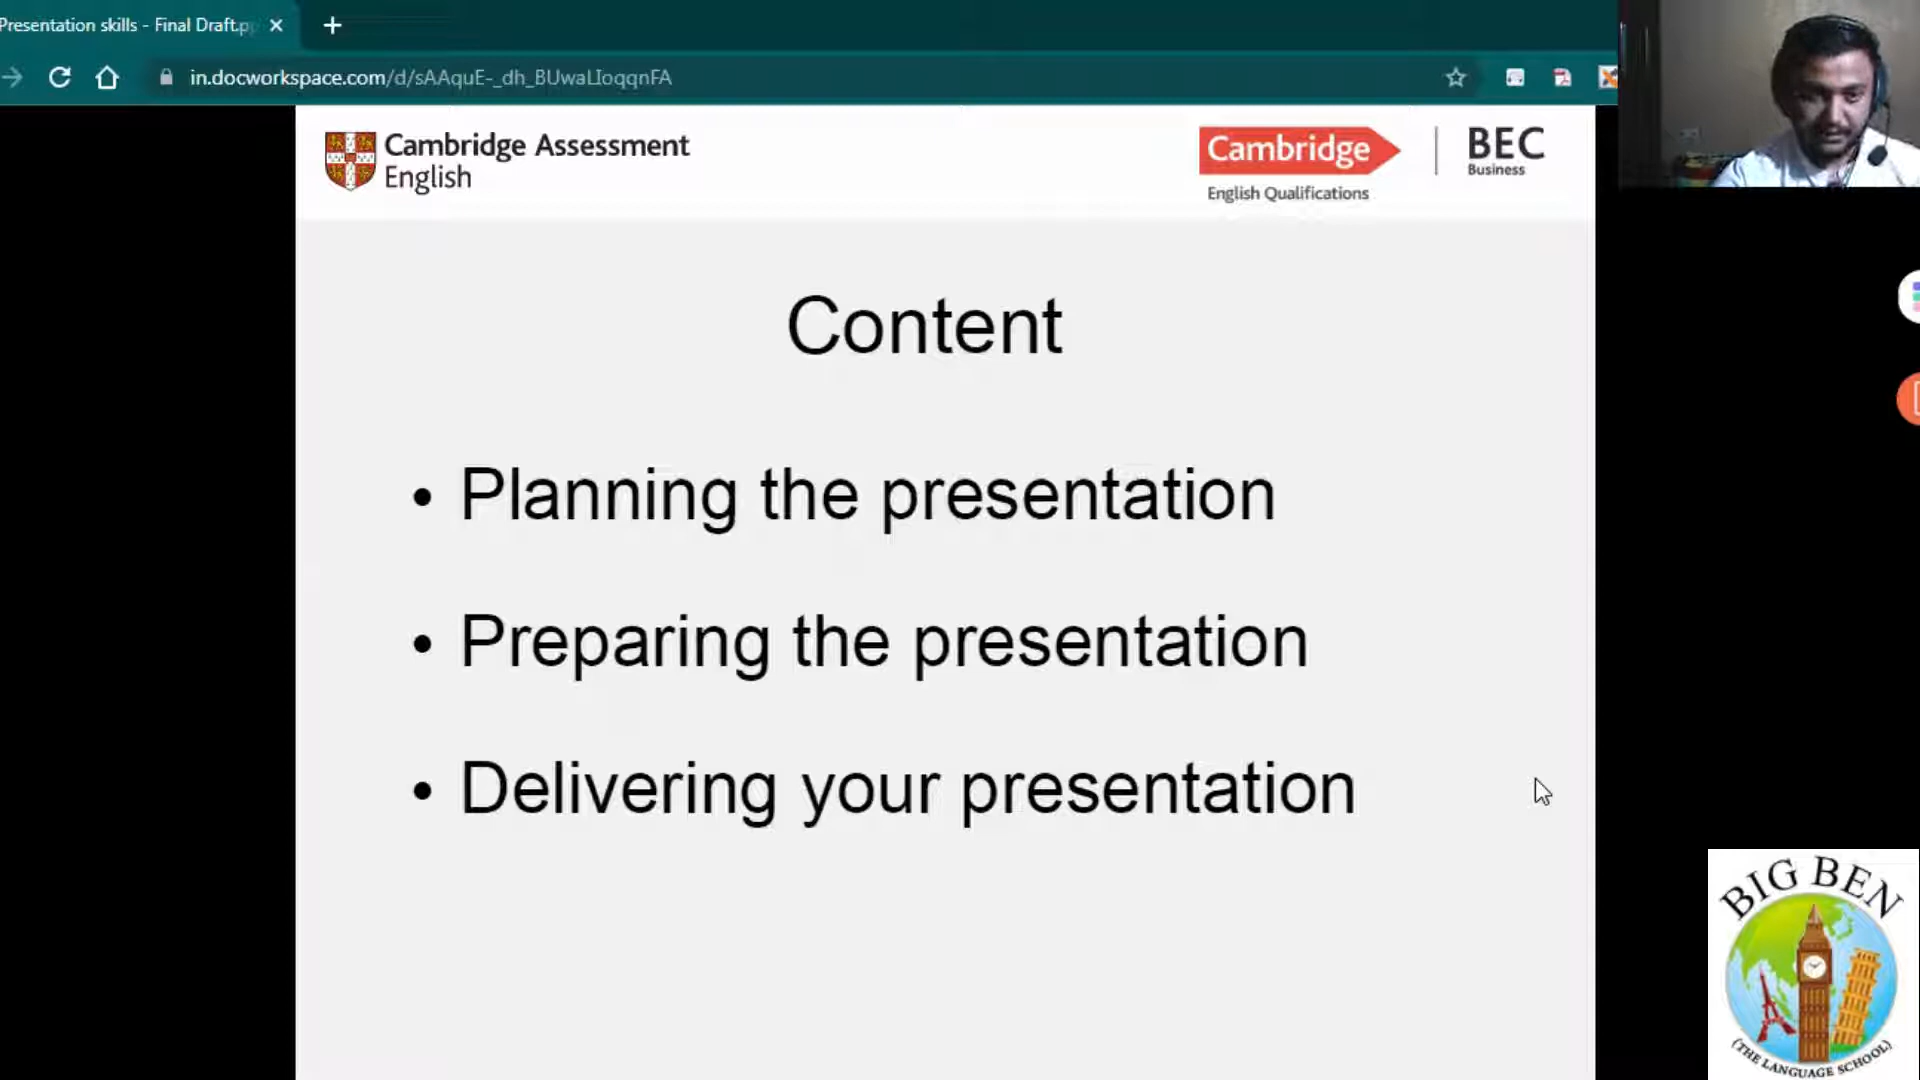 Presentation skills - Final Draft.p
in.docworkspace.com/d/sAAquE-_dh_BUwaLIoqqnFA
Cambridge Assessment
English
Cambridge
English Qualifications
BEC
Business
Content
• Planning the presentation
• Preparing the presentation
• Delivering your presentation
BIG BEN
(THE LANGUAGE SCHOOL)